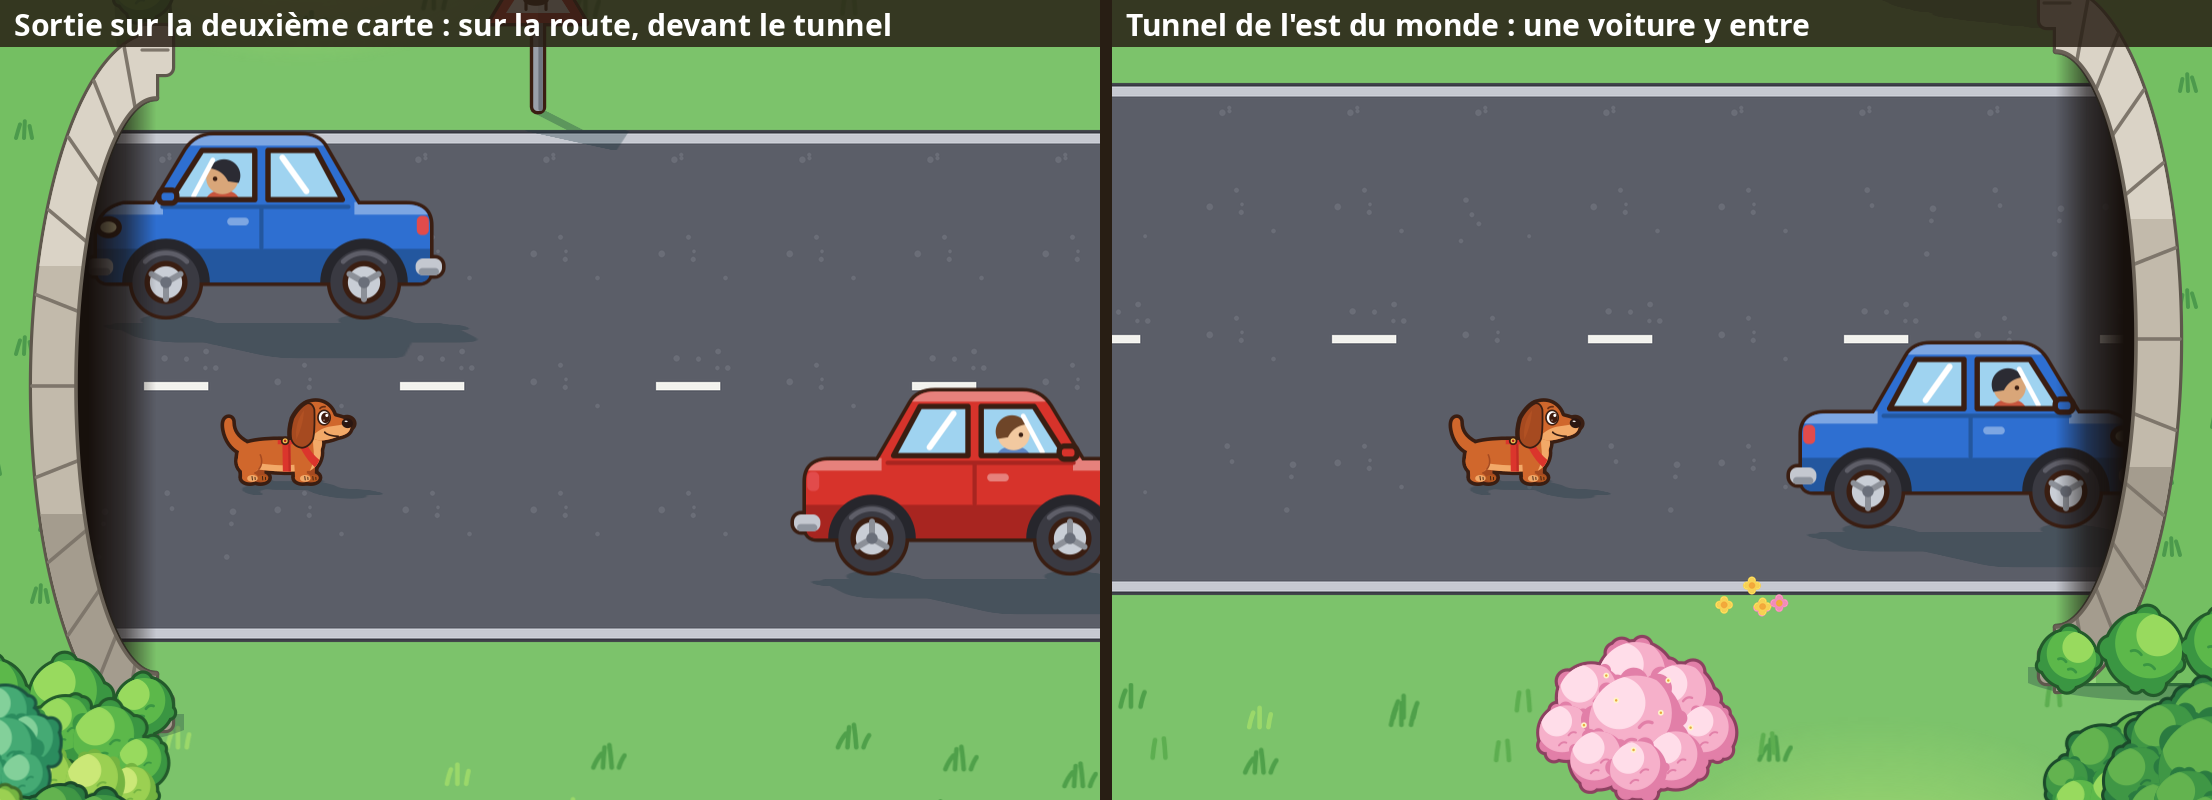 Sortie sur la deuxième carte : sur la route, devant le tunnel
Tunnel de l'est du monde : une voiture y entre